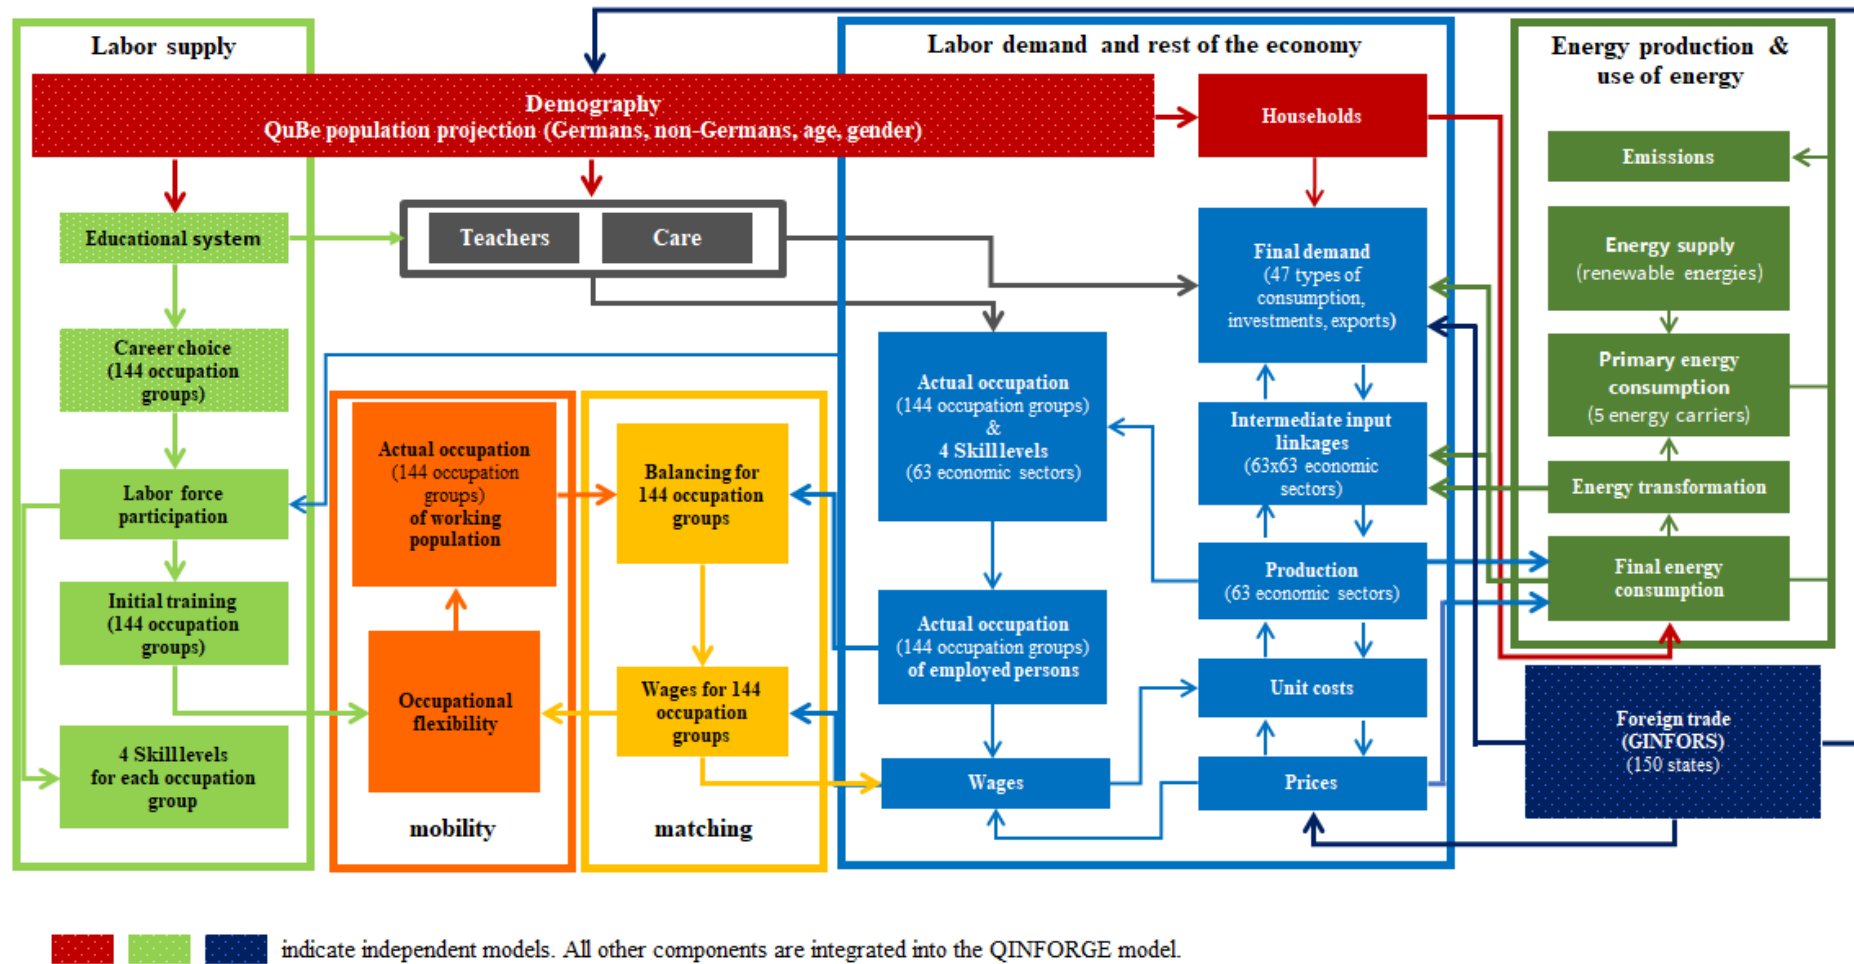 Labor supply
Labor demand and rest of the economy
Energy production &
use of energy
Demography
QuBe population projection (Germans, non-Germans, age, gender)
Households
Emissions
Educational system
Teachers
Care
Final demand
(47 types of
consumption,
investments, exports)
Energy supply
(renewable energies)
Career choice
(144 occupation
groups)
Actual occupation
(144 occupation groups)
&
4 Skill levels
(63 economic sectors)
Primary energy
consumption
(5 energy carriers)
Actual occupation
(144 occupation
groups)
of working
population
Balancing for
144 occupation
groups
Intermediate input
linkages
(63x63 economic
sectors)
Energy transformation
Labor force
participation
Production
(63 economic sectors)
Final energy
consumption
Initial training
(144 occupation
groups)
Actual occupation
(144 occupation groups)
of employed persons
Occupational
flexibility
Wages for 144
occupation
groups
Unit costs
Foreign trade
(GINFORS)
(150 states)
4 Skill levels
for each occupation
group
Wages
Prices
mobility
matching
indicate independent models. All other components are integrated into the QINFORGE model.